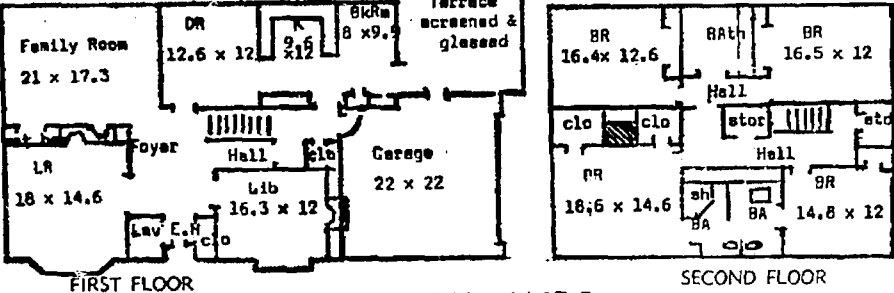 Terrace
screened &
glassed
DR
12.6 x 12
K
9.6
x12
BkRm
8 x9.9
Family Room
21 x 17.3
Foyer
Hall
clo
Garage
22 x 22
LR
18 x 14.6
Lib
16.3 x 12
Lav
E.H
clo
FIRST FLOOR
BR
16.4x 12.6
BAth
BR
16.5 x 12
Hall
clo
clo
stor
sto
Hall
BR
18.6 x 14.6
sh
BA
BA
BR
14.8 x 12
SECOND FLOOR